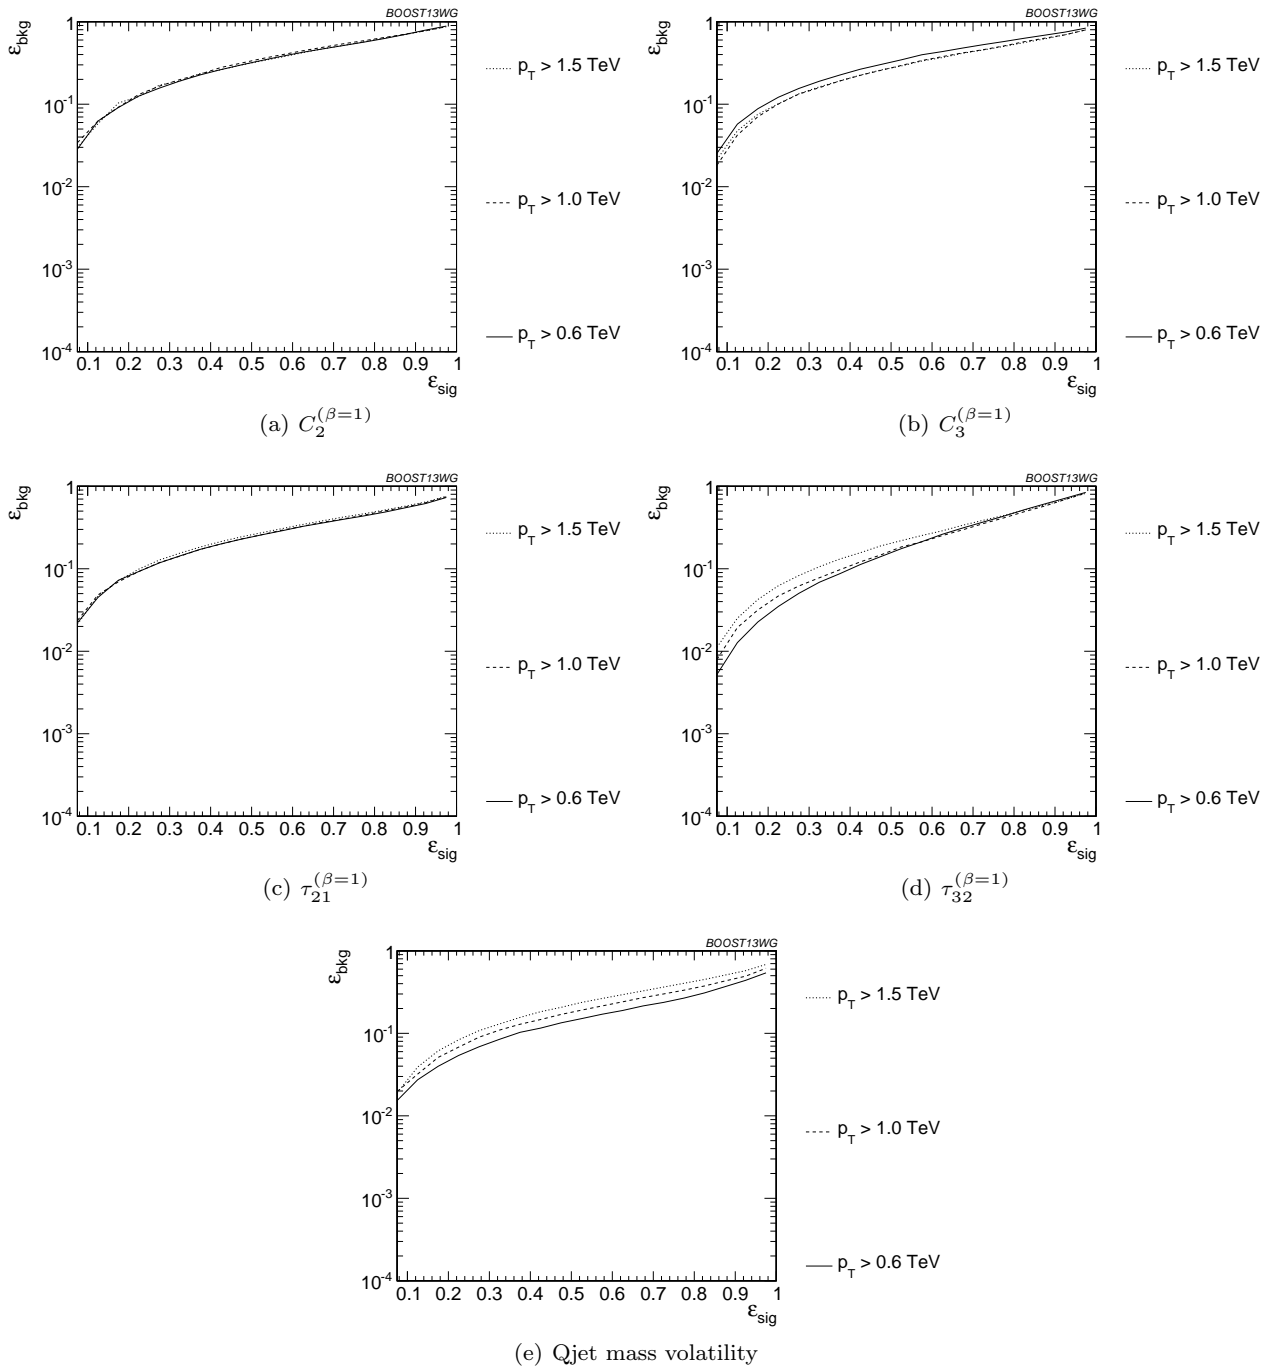 BOOST13WG
ε_bkg
1
10^-1
10^-2
10^-3
10^-4
0.1 0.2 0.3 0.4 0.5 0.6 0.7 0.8 0.9 1
ε_sig
p_T > 1.5 TeV
p_T > 1.0 TeV
p_T > 0.6 TeV
(a) C_2^(β=1)
BOOST13WG
ε_bkg
1
10^-1
10^-2
10^-3
10^-4
0.1 0.2 0.3 0.4 0.5 0.6 0.7 0.8 0.9 1
ε_sig
p_T > 1.5 TeV
p_T > 1.0 TeV
p_T > 0.6 TeV
(b) C_3^(β=1)
BOOST13WG
ε_bkg
1
10^-1
10^-2
10^-3
10^-4
0.1 0.2 0.3 0.4 0.5 0.6 0.7 0.8 0.9 1
ε_sig
p_T > 1.5 TeV
p_T > 1.0 TeV
p_T > 0.6 TeV
(c) τ_21^(β=1)
BOOST13WG
ε_bkg
1
10^-1
10^-2
10^-3
10^-4
0.1 0.2 0.3 0.4 0.5 0.6 0.7 0.8 0.9 1
ε_sig
p_T > 1.5 TeV
p_T > 1.0 TeV
p_T > 0.6 TeV
(d) τ_32^(β=1)
BOOST13WG
ε_bkg
1
10^-1
10^-2
10^-3
10^-4
0.1 0.2 0.3 0.4 0.5 0.6 0.7 0.8 0.9 1
ε_sig
p_T > 1.5 TeV
p_T > 1.0 TeV
p_T > 0.6 TeV
(e) Qjet mass volatility